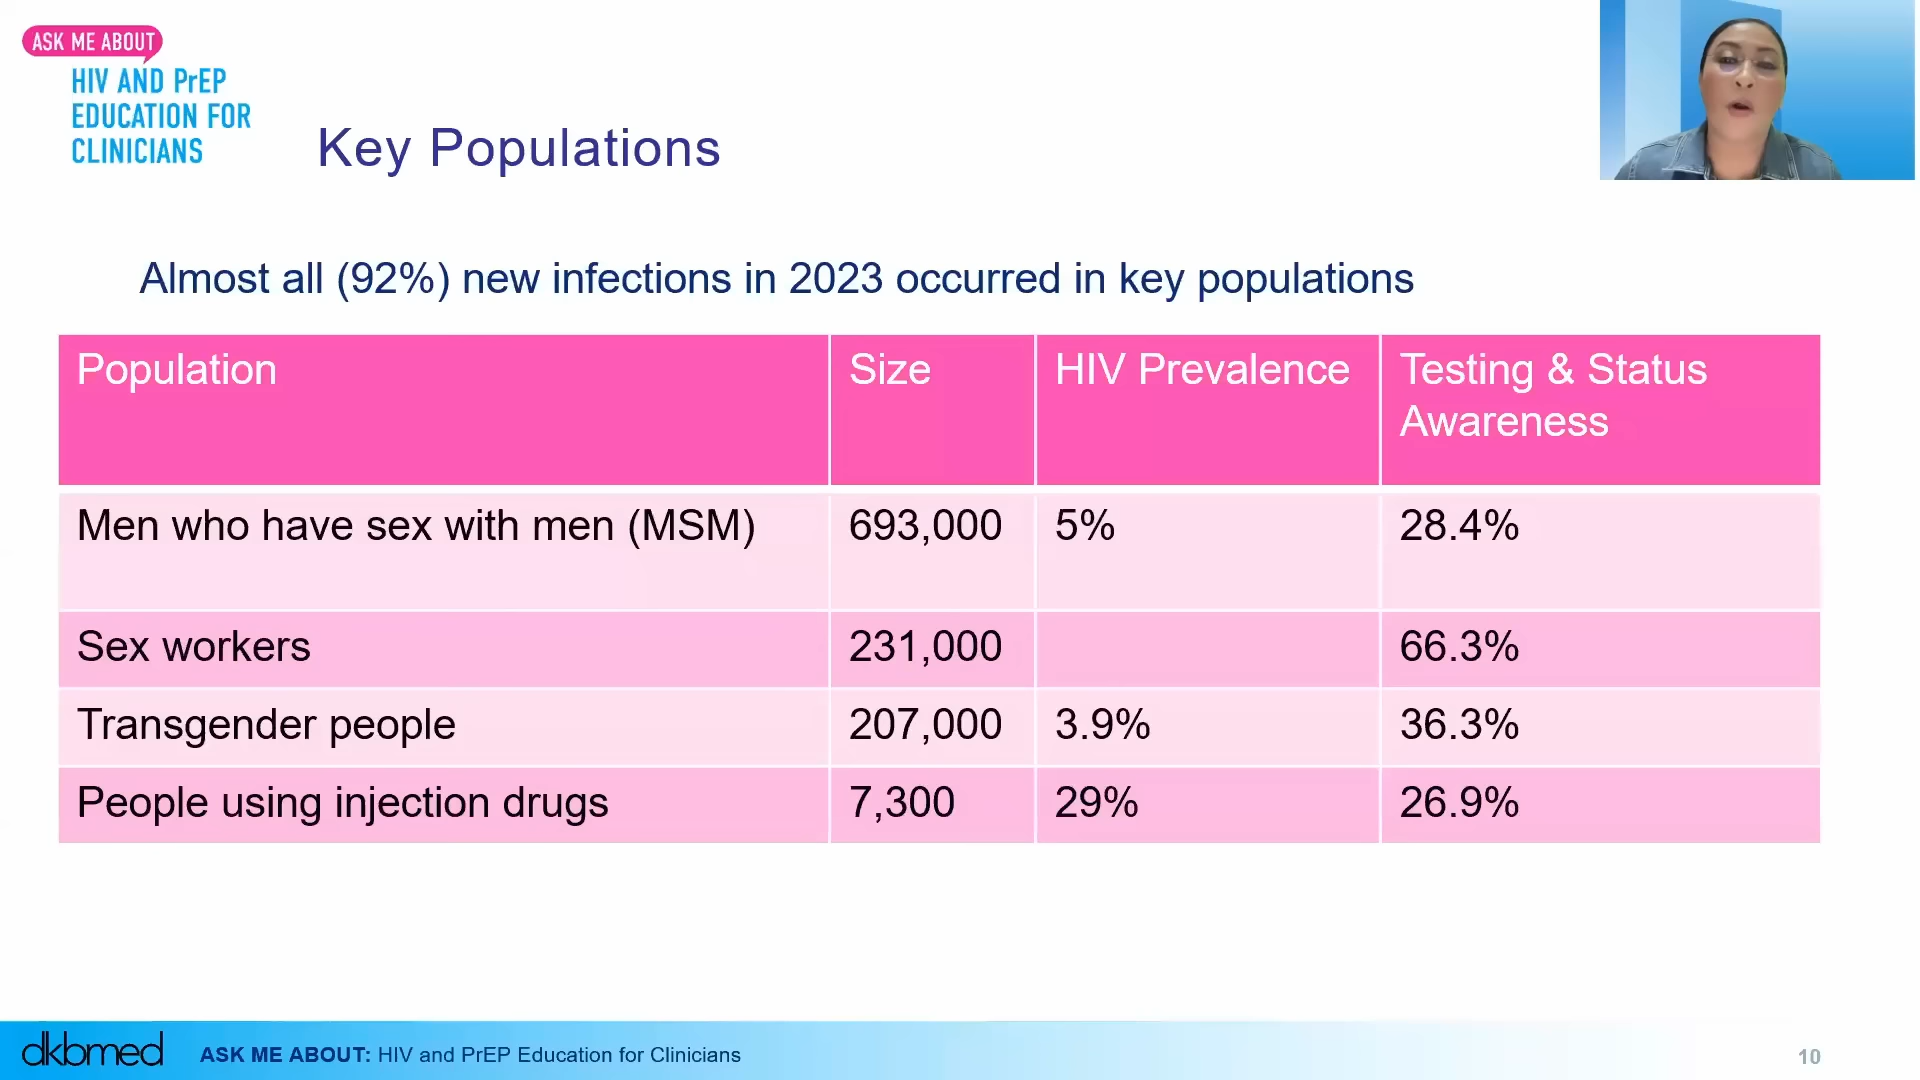 ASK ME ABOUT
HIV AND PrEP
EDUCATION FOR
CLINICIANS
Key Populations
Almost all (92%) new infections in 2023 occurred in key populations
Population Size HIV Prevalence Testing & Status
Awareness
Men who have sex with men (MSM) 693,000 5% 28.4%
Sex workers 231,000 66.3%
Transgender people 207,000 3.9% 36.3%
People using injection drugs 7,300 29% 26.9%
dkbmed ASK ME ABOUT: HIV and PrEP Education for Clinicians 10